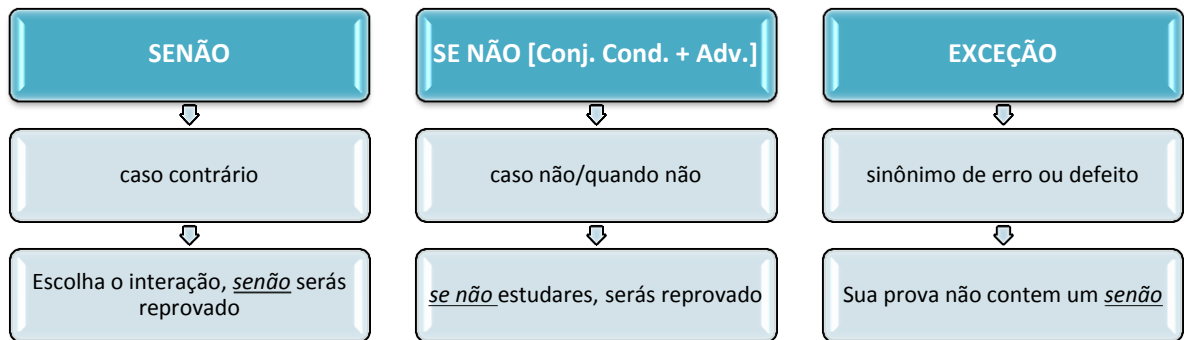 SENÃO
caso contrário
Escolha o interação, senão serás
reprovado
SE NÃO [Conj. Cond. + Adv.]
caso não/quando não
se não estudares, serás reprovado
EXCEÇÃO
sinônimo de erro ou defeito
Sua prova não contem um senão